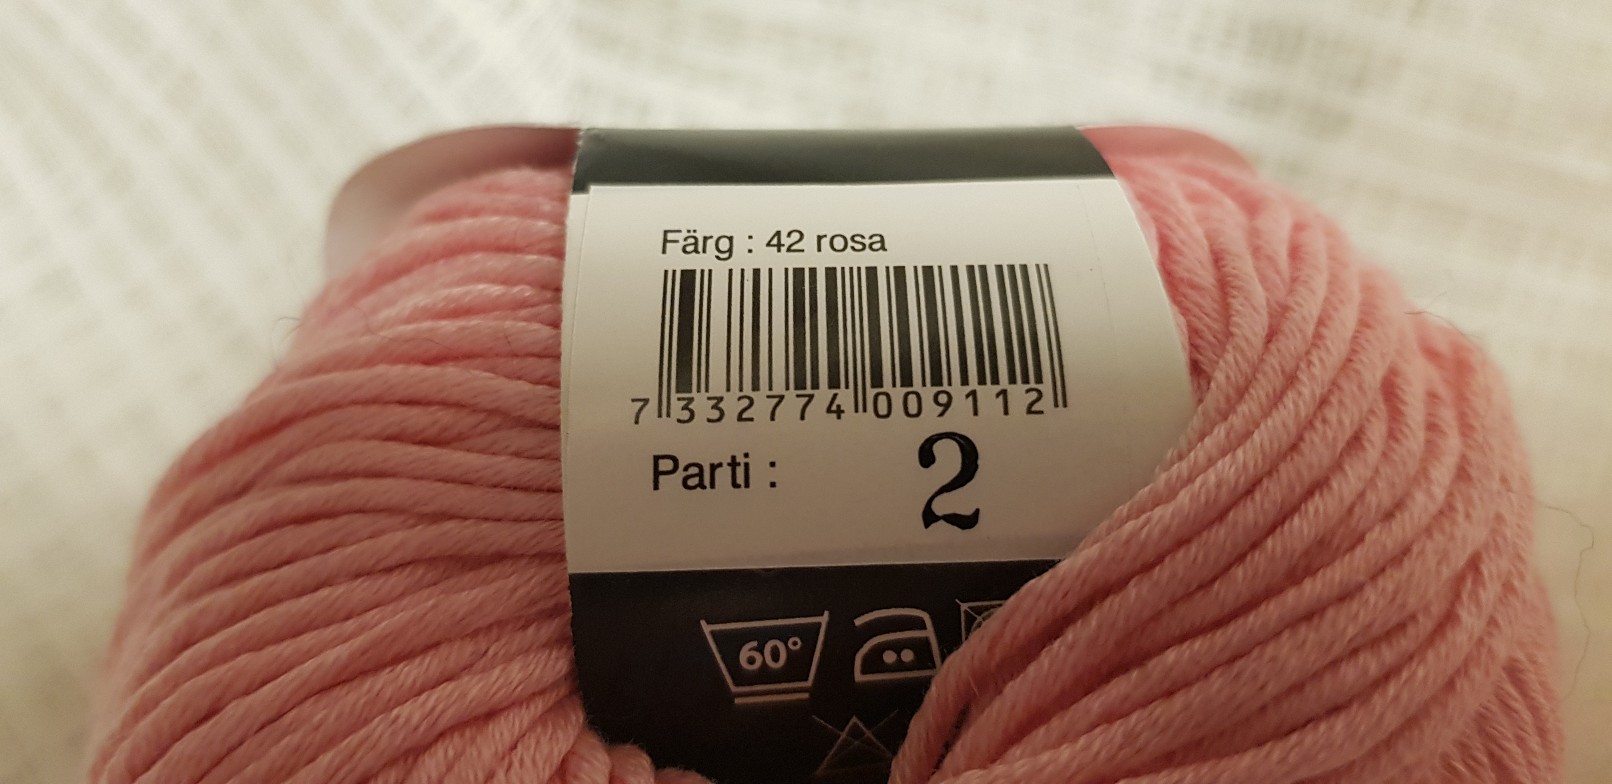 Färg : 42 rosa
7 332774 009112
Parti : 2
60°